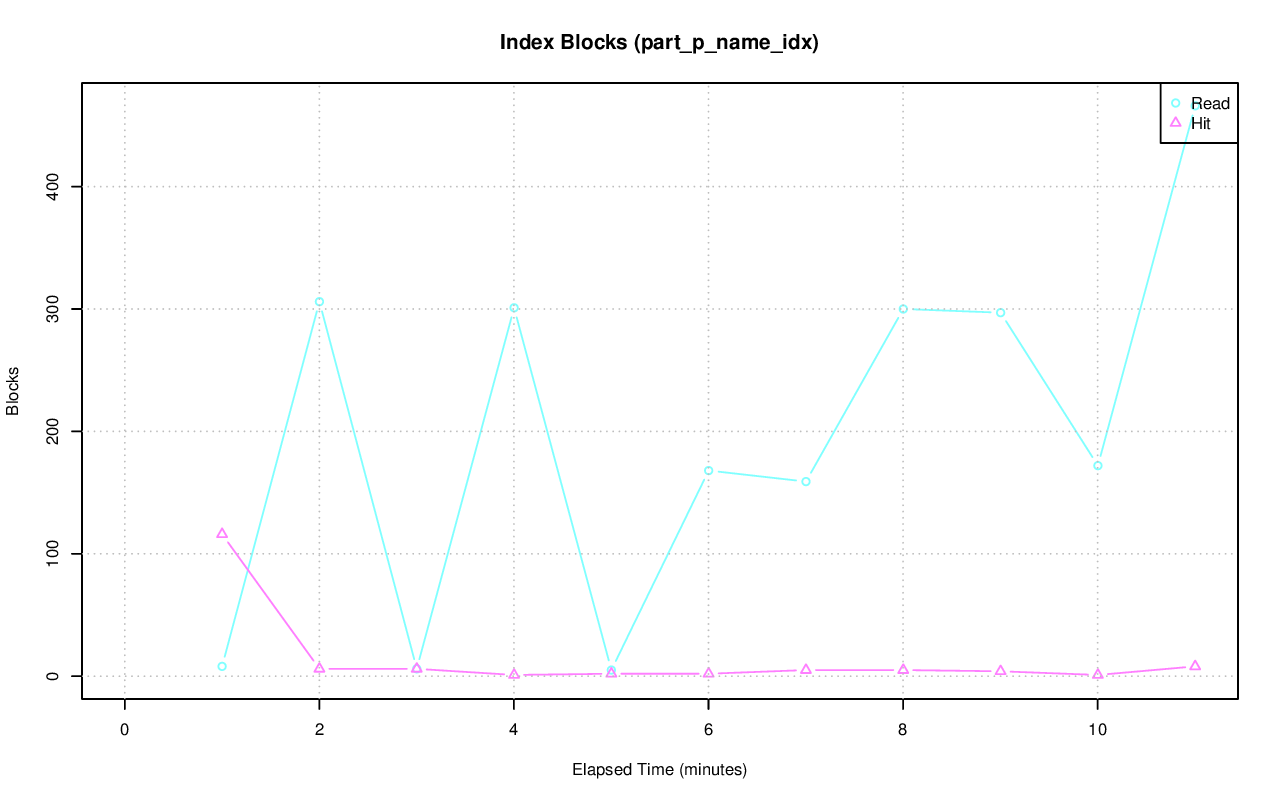 Index Blocks (part_p_name_idx)
Read
Hit
400
300
200
100
0
Blocks
0 2 4 6 8 10
Elapsed Time (minutes)